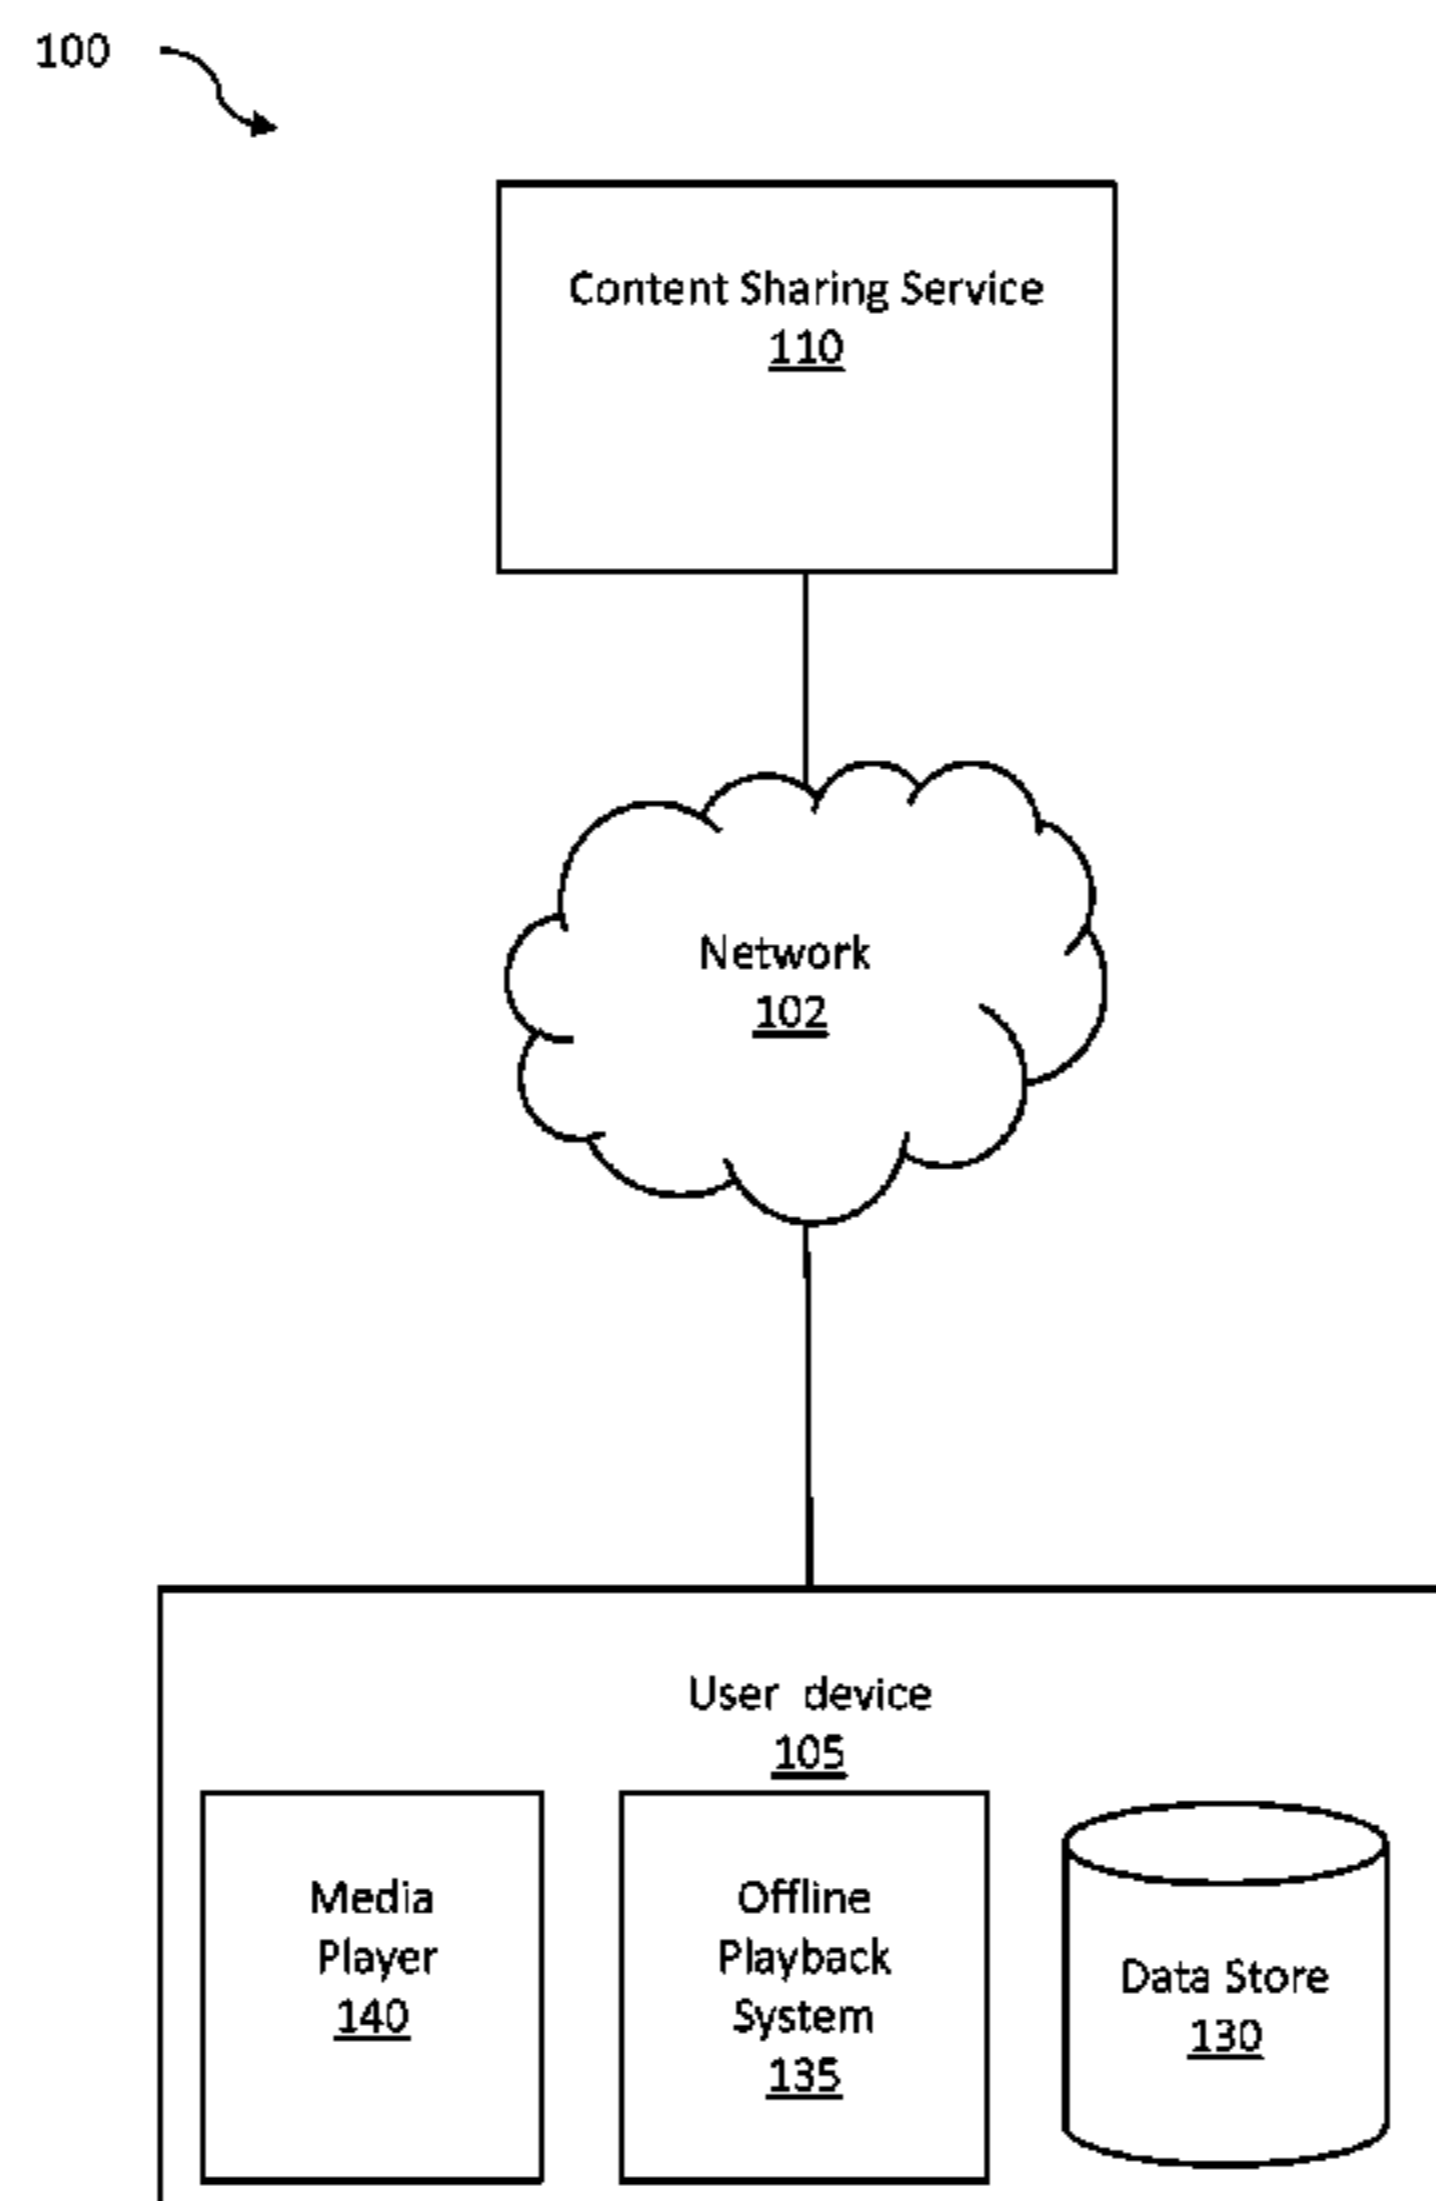 100
Content Sharing Service
110
Network
102
User device
105
Media
Player
140
Offline
Playback
System
135
Data Store
130